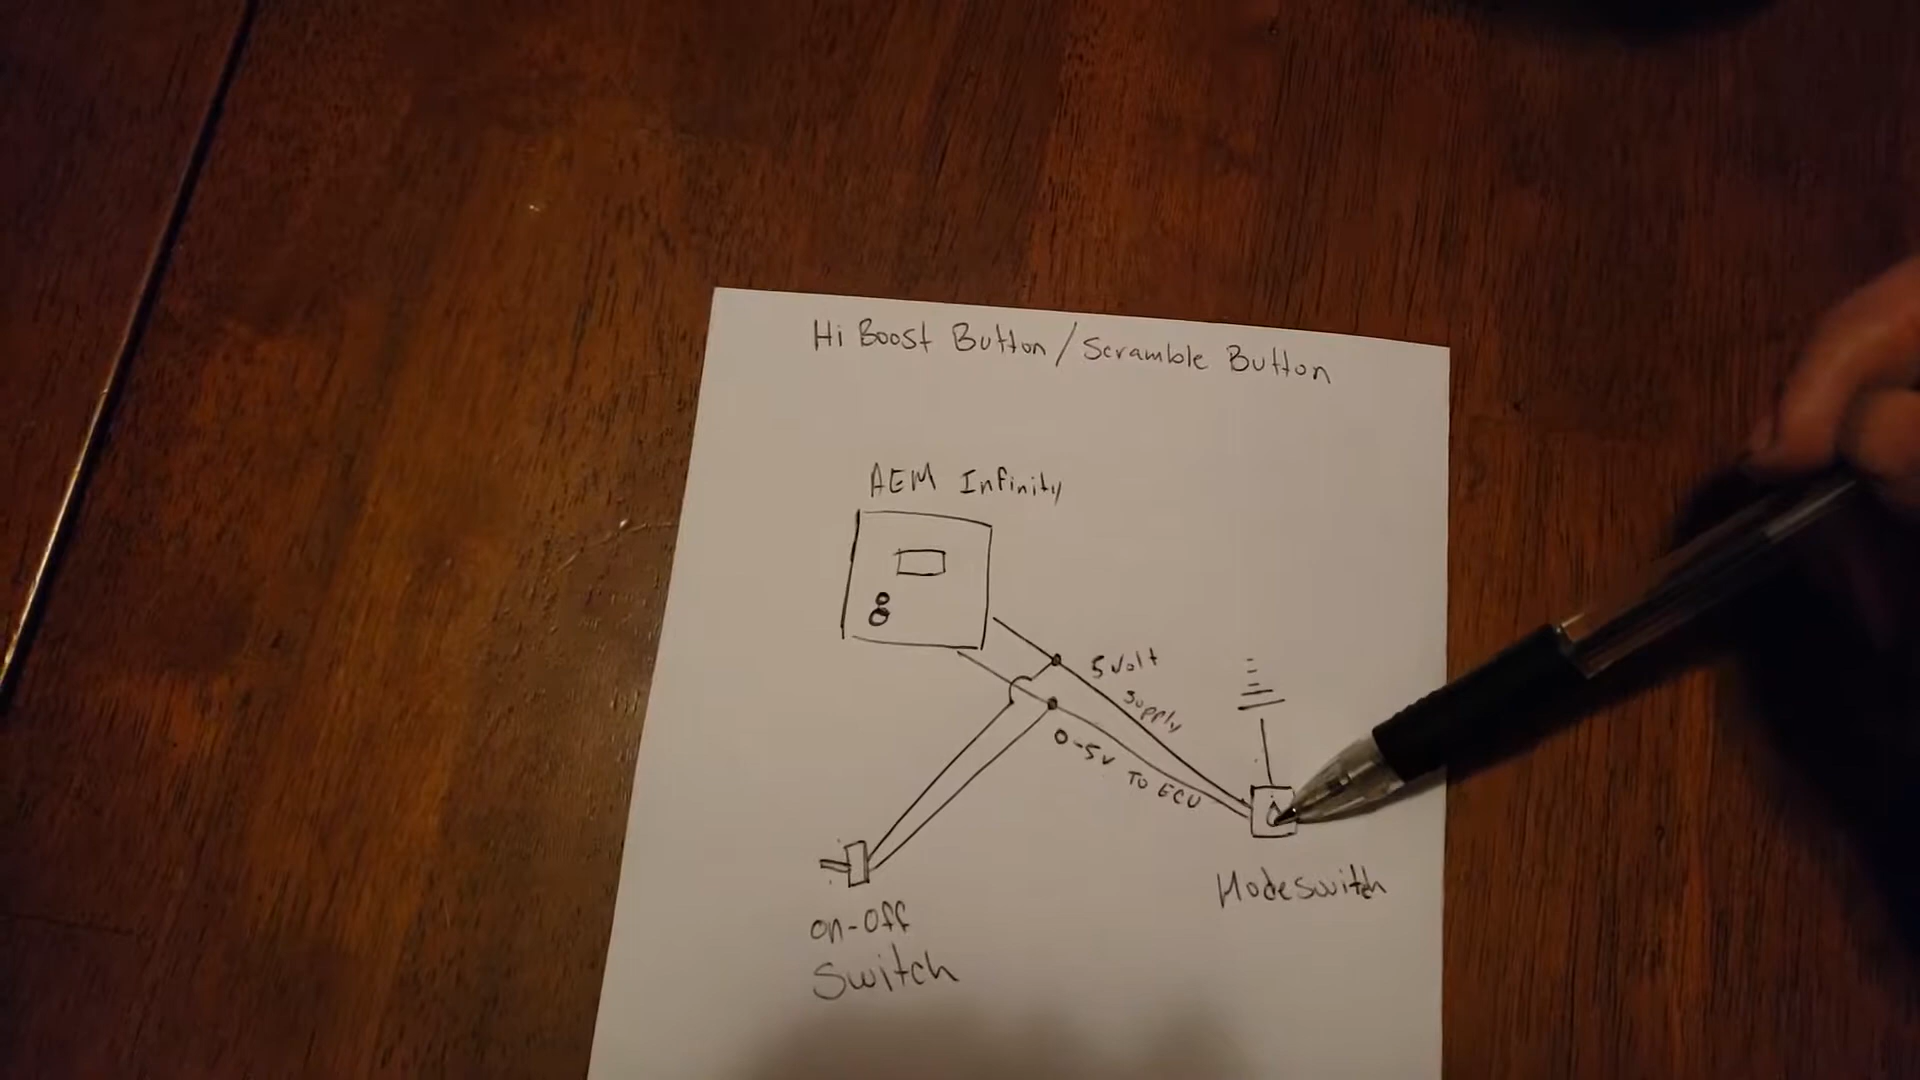 Hi Boost Button/Scramble Button
AEM Infinity
5volt
supply
0-5v TO ECU
Modeswitch
on-off
Switch